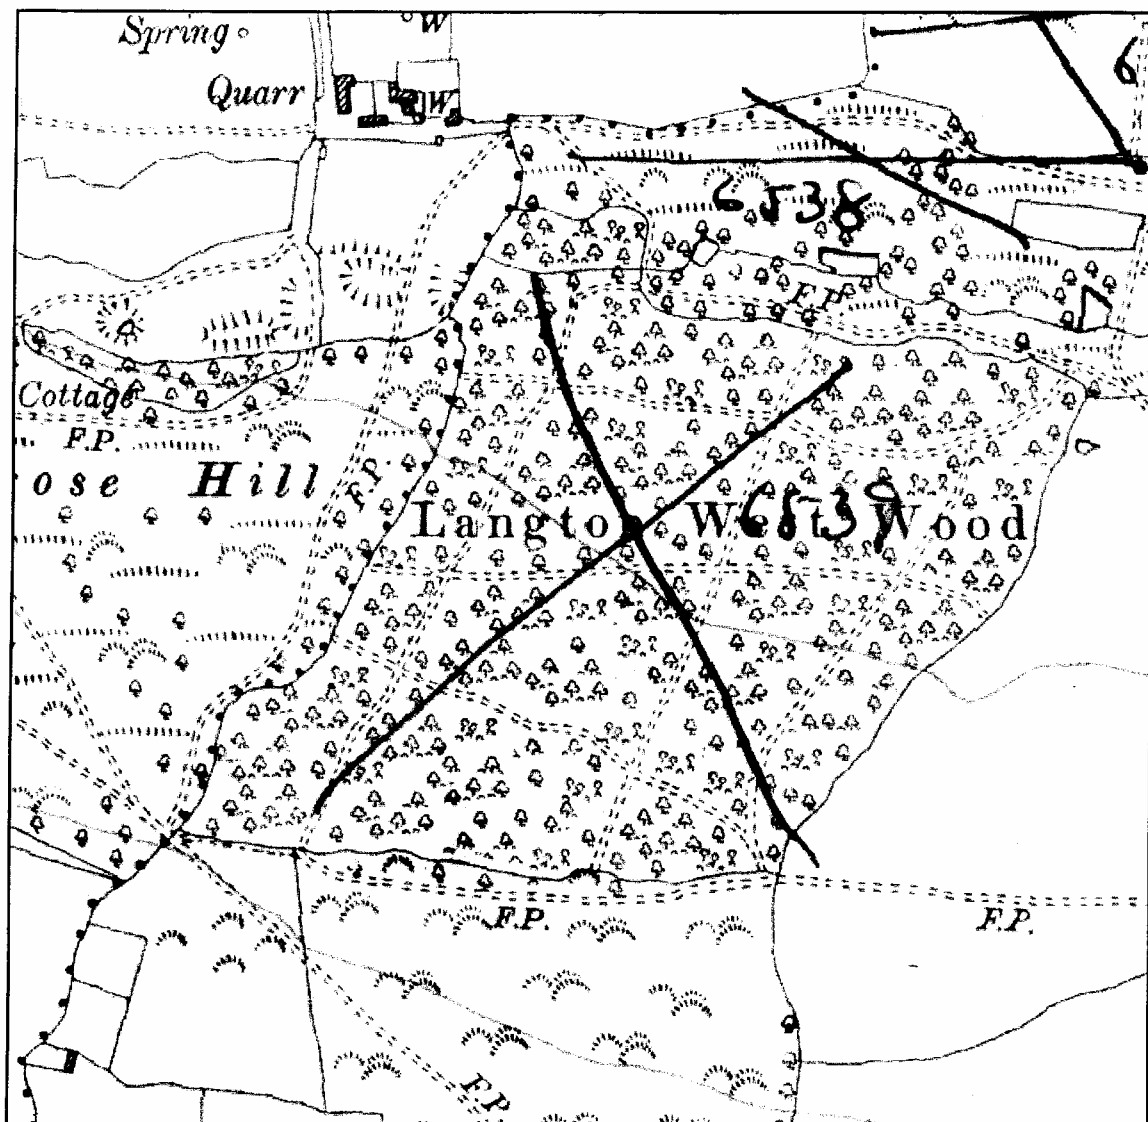 Spring
W
6
Quarr
W
6538
F.P.
Cottage
F.P.
ose Hill
F.P.
Langton West Wood
6539
F.P.
F.P.
F.P.